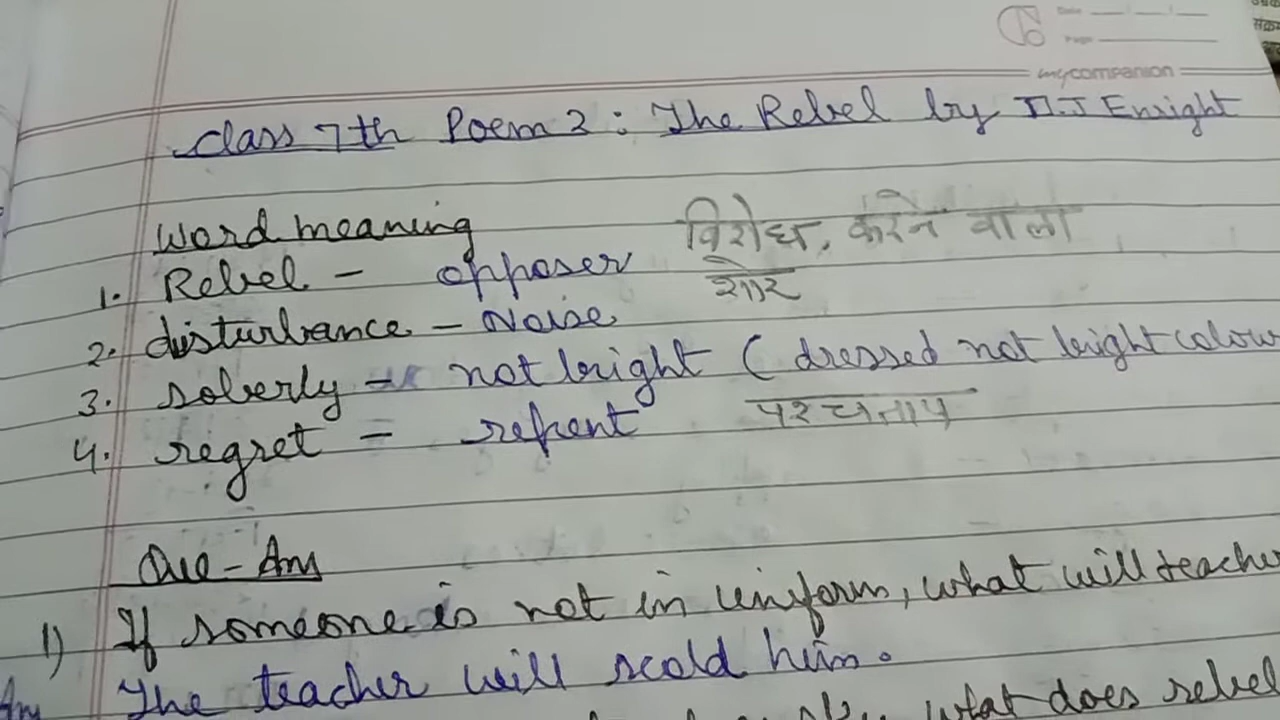 mycompanion
class 7th Poem 2 : The Rebel by D.J Enright
word meaning
1. Rebel - opposer विरोध, करने वाला
2. disturbance - Noise शोर
3. soberly - not bright ( dressed not bright colour
4. regret - repent पश्चाताप
Que - Ans
1) If someone is not in uniform, what will teacher
Ans The teacher will scold him.
what does rebel